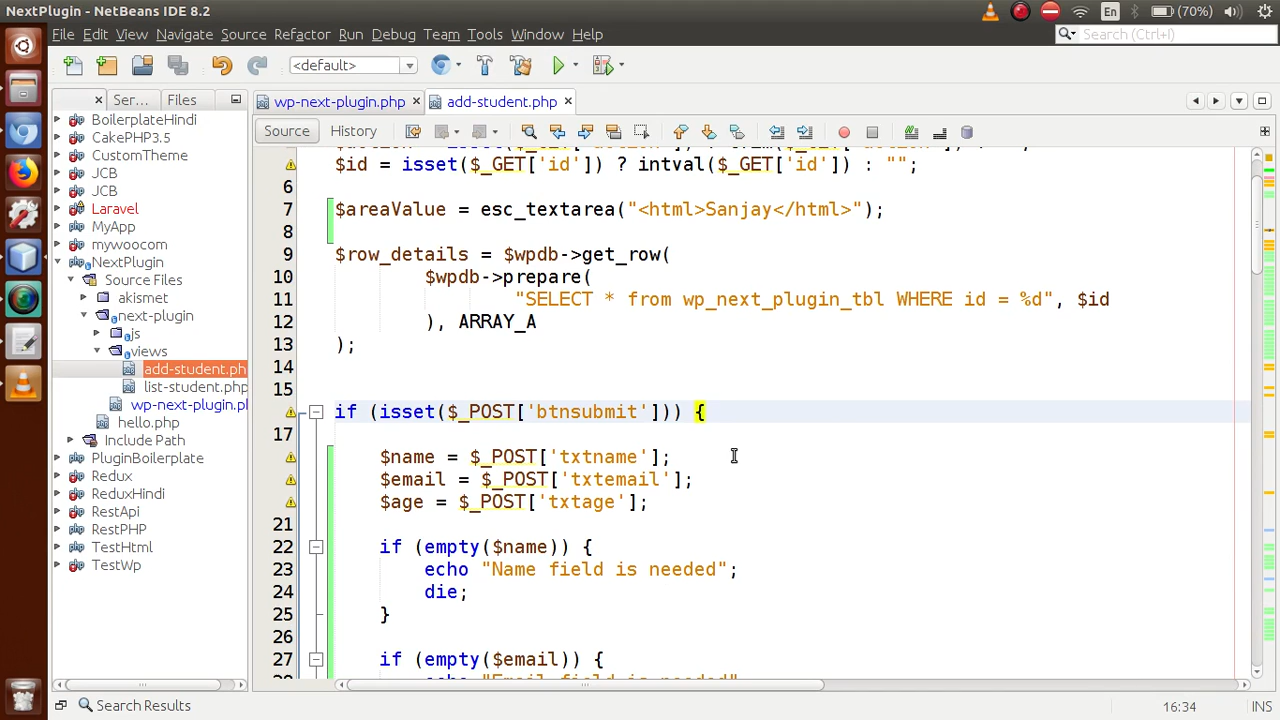 NextPlugin - NetBeans IDE 8.2
En
(70%)
File Edit View Navigate Source Refactor Run Debug Team Tools Window Help
Search (Ctrl+I)
<default>
Ser... Files
wp-next-plugin.php
add-student.php
Source History
BoilerplateHindi
CakePHP3.5
CustomTheme
JCB
JCB
Laravel
MyApp
mywoocom
NextPlugin
Source Files
akismet
next-plugin
js
views
add-student.ph
list-student.php
wp-next-plugin.pl
hello.php
Include Path
PluginBoilerplate
Redux
ReduxHindi
RestApi
RestPHP
TestHtml
TestWp
$id = isset($_GET['id']) ? intval($_GET['id']) : "";
6
7 $areaValue = esc_textarea("<html>Sanjay</html>");
8
9 $row_details = $wpdb->get_row(
10 $wpdb->prepare(
11 "SELECT * from wp_next_plugin_tbl WHERE id = %d", $id
12 ), ARRAY_A
13 );
14
15
if (isset($_POST['btnsubmit'])) {
17
$name = $_POST['txtname'];
$email = $_POST['txtemail'];
$age = $_POST['txtage'];
21
22 if (empty($name)) {
23 echo "Name field is needed";
24 die;
25 }
26
27 if (empty($email)) {
Search Results
16:34
INS